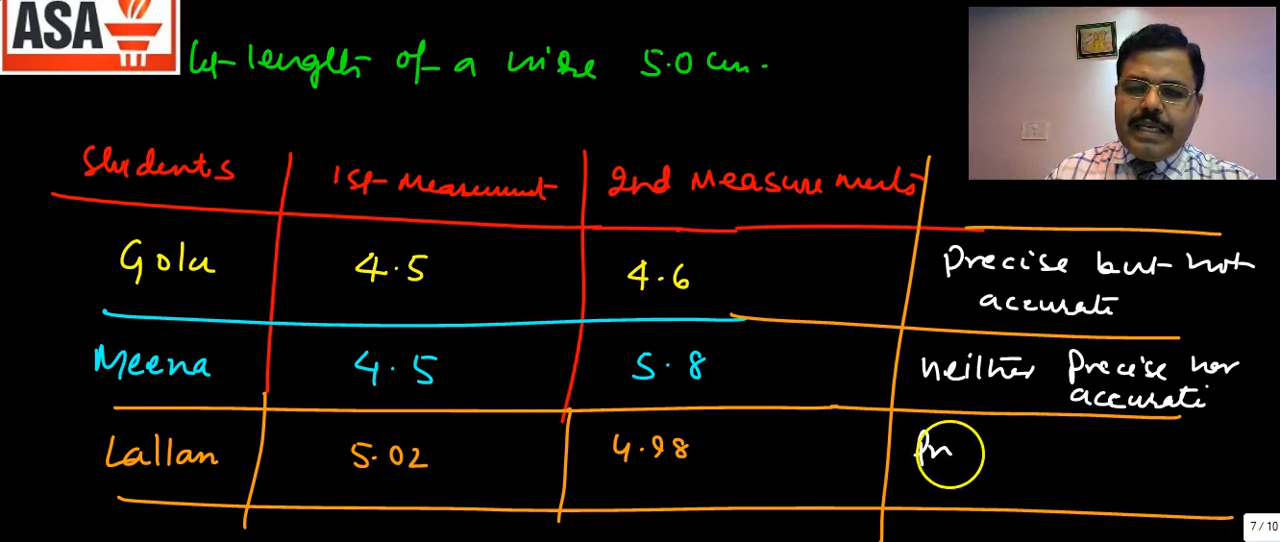 ASA
let length of a wire 5.0 cm.
Students 1st Measurement 2nd Measurements
Golu 4.5 4.6 Precise but not accurate
Meena 4.5 5.8 neither Precise nor accurate
Lallan 5.02 4.98 Pr
7 / 10